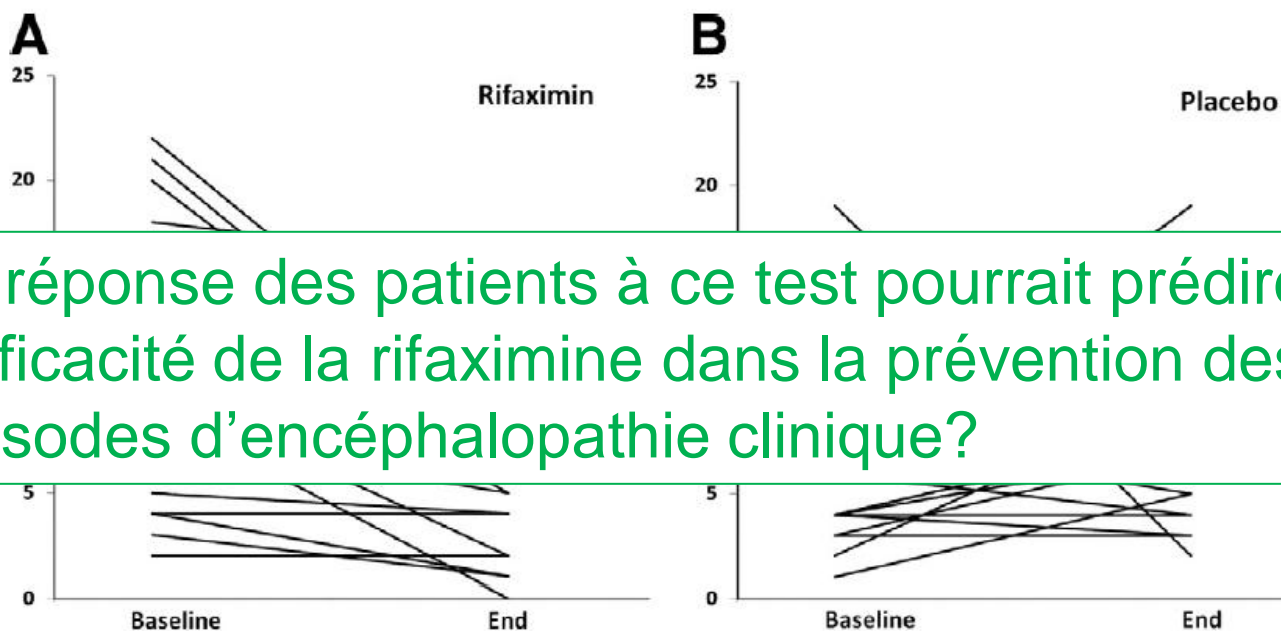 A
B
25
Rifaximin
25
Placebo
20
20
réponse des patients à ce test pourrait prédire
ficacité de la rifaximine dans la prévention des
sodes d’encéphalopathie clinique?
5
5
0
0
Baseline
End
Baseline
End